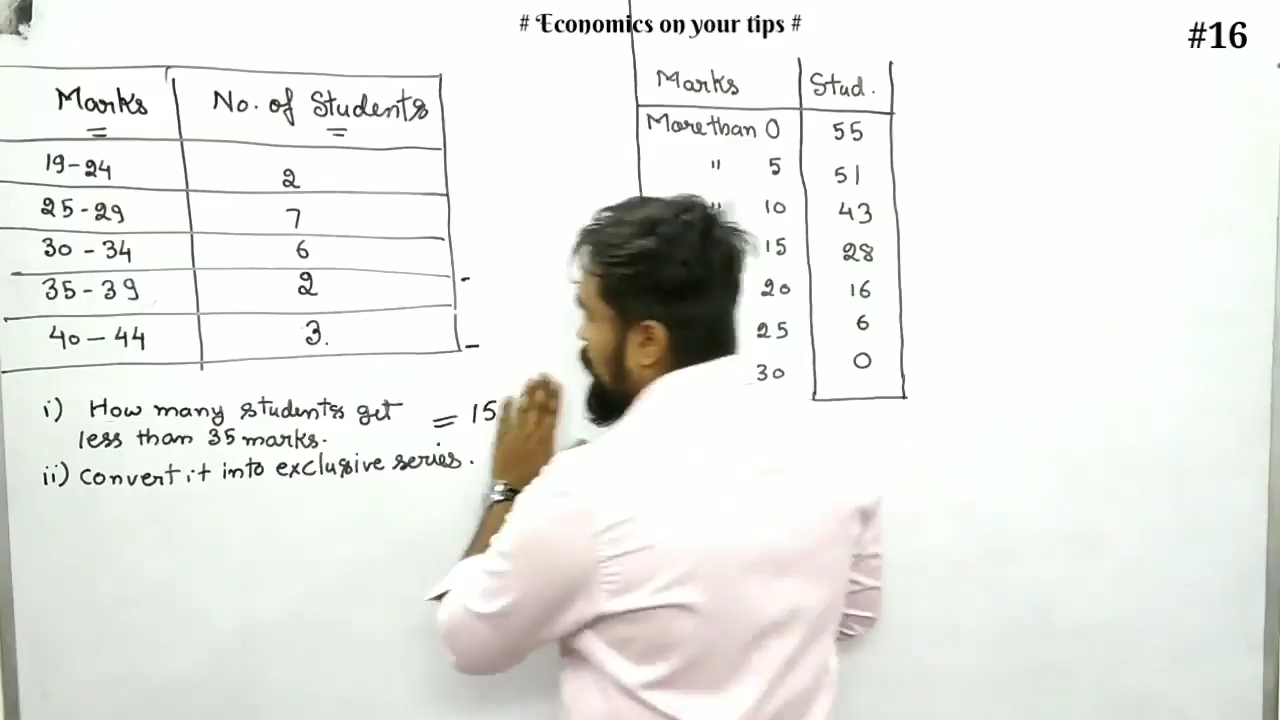 # Economics on your tips #
#16
Marks No. of Students
19-24 2
25-29 7
30-34 6
35-39 2
40-44 3.
i) How many students get = 15
less than 35 marks.
ii) Convert it into exclusive series.
Marks Stud.
More than 0 55
" 5 51
" 10 43
15 28
20 16
25 6
30 0